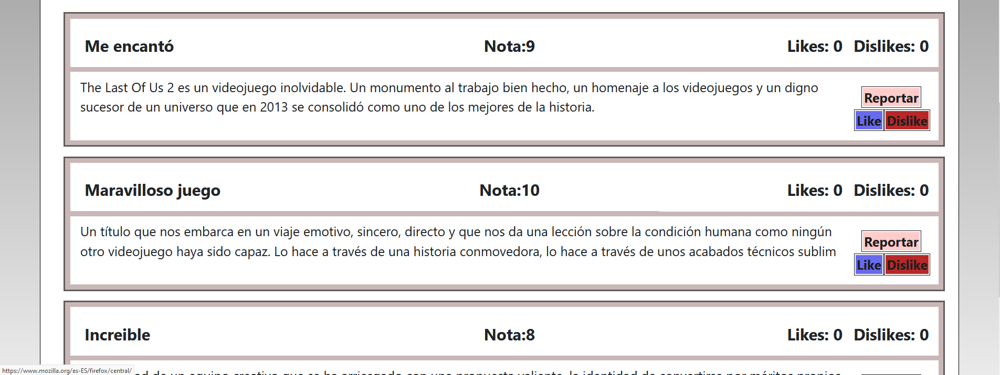 Me encantó Nota:9 Likes: 0 Dislikes: 0
The Last Of Us 2 es un videojuego inolvidable. Un monumento al trabajo bien hecho, un homenaje a los videojuegos y un digno
sucesor de un universo que en 2013 se consolidó como uno de los mejores de la historia.
Reportar
Like Dislike
Maravilloso juego Nota:10 Likes: 0 Dislikes: 0
Un título que nos embarca en un viaje emotivo, sincero, directo y que nos da una lección sobre la condición humana como ningún
otro videojuego haya sido capaz. Lo hace a través de una historia conmovedora, lo hace a través de unos acabados técnicos sublim
Reportar
Like Dislike
Increible Nota:8 Likes: 0 Dislikes: 0
de un equipo creativo que se ha arriesgado con una propuesta valiente, la identidad de convertirse por méritos propios
https://www.mozilla.org/es-ES/firefox/central/